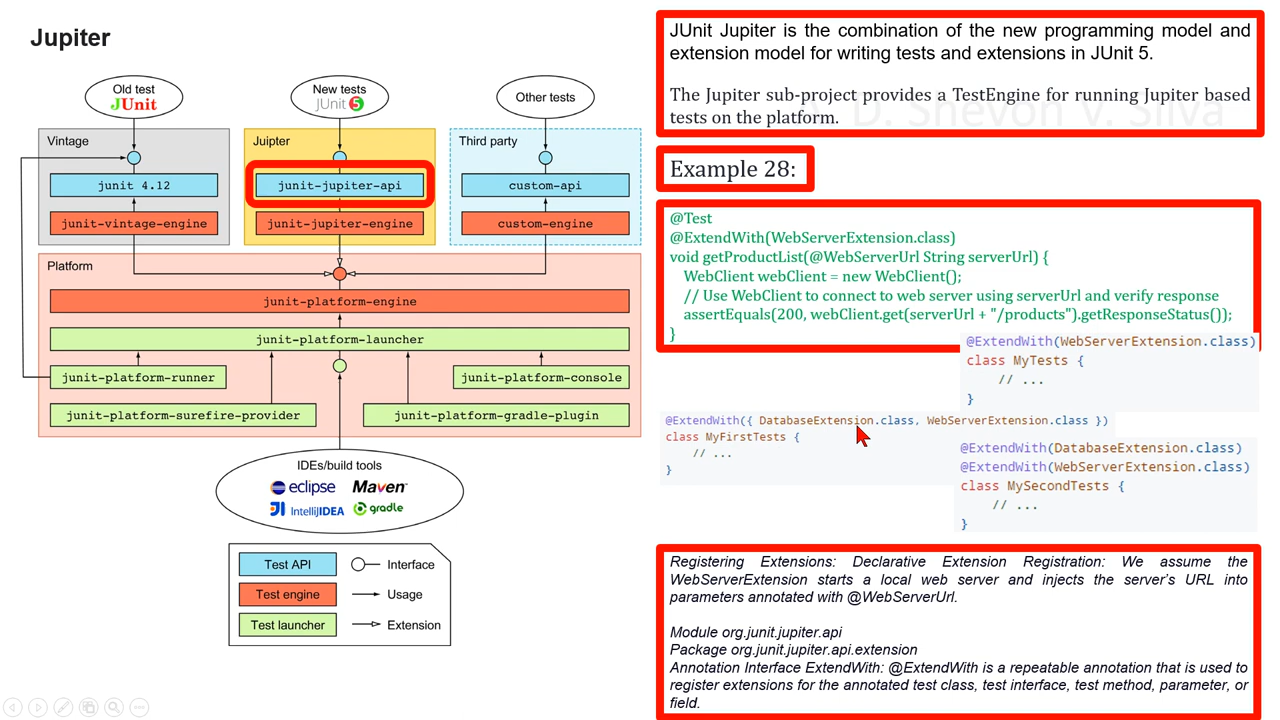 Jupiter
Old test
JUnit
New tests
JUnit 5
Other tests
Vintage
junit 4.12
junit-vintage-engine
Juipter
junit-jupiter-api
junit-jupiter-engine
Third party
custom-api
custom-engine
Platform
junit-platform-engine
junit-platform-launcher
junit-platform-runner
junit-platform-console
junit-platform-surefire-provider
junit-platform-gradle-plugin
IDEs/build tools
eclipse
Maven
IntellijIDEA
gradle
Test API
Interface
Test engine
Usage
Test launcher
Extension
JUnit Jupiter is the combination of the new programming model and
extension model for writing tests and extensions in JUnit 5.
The Jupiter sub-project provides a TestEngine for running Jupiter based
tests on the platform.
D. Shevon V. Silva
Example 28:
@Test
@ExtendWith(WebServerExtension.class)
void getProductList(@WebServerUrl String serverUrl) {
WebClient webClient = new WebClient();
// Use WebClient to connect to web server using serverUrl and verify response
assertEquals(200, webClient.get(serverUrl + "/products").getResponseStatus());
}
@ExtendWith(WebServerExtension.class)
class MyTests {
// ...
}
@ExtendWith({ DatabaseExtension.class, WebServerExtension.class })
class MyFirstTests {
// ...
}
@ExtendWith(DatabaseExtension.class)
@ExtendWith(WebServerExtension.class)
class MySecondTests {
// ...
}
Registering Extensions: Declarative Extension Registration: We assume the
WebServerExtension starts a local web server and injects the server's URL into
parameters annotated with @WebServerUrl.
Module org.junit.jupiter.api
Package org.junit.jupiter.api.extension
Annotation Interface ExtendWith: @ExtendWith is a repeatable annotation that is used to
register extensions for the annotated test class, test interface, test method, parameter, or
field.